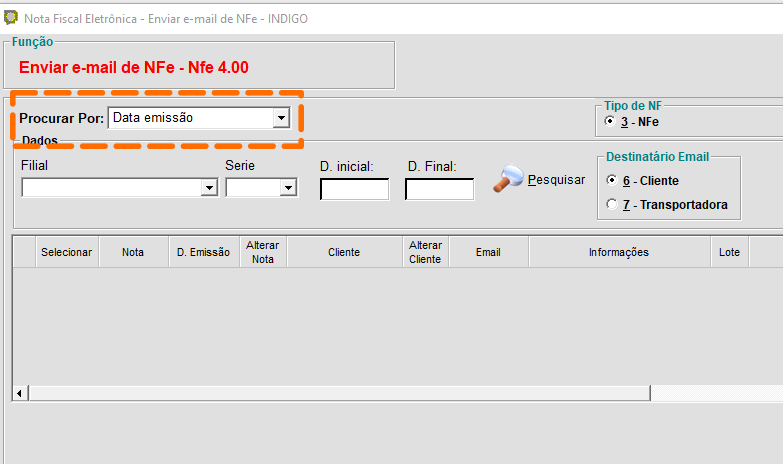 Nota Fiscal Eletrônica - Enviar e-mail de NFe - INDIGO
Função
Enviar e-mail de NFe - Nfe 4.00
Procurar Por: Data emissão
Tipo de NF
3 - NFe
Dados
Filial
Serie
D. inicial:
D. Final:
Pesquisar
Destinatário Email
6 - Cliente
7 - Transportadora
Selecionar
Nota
D. Emissão
Alterar
Nota
Cliente
Alterar
Cliente
Email
Informações
Lote